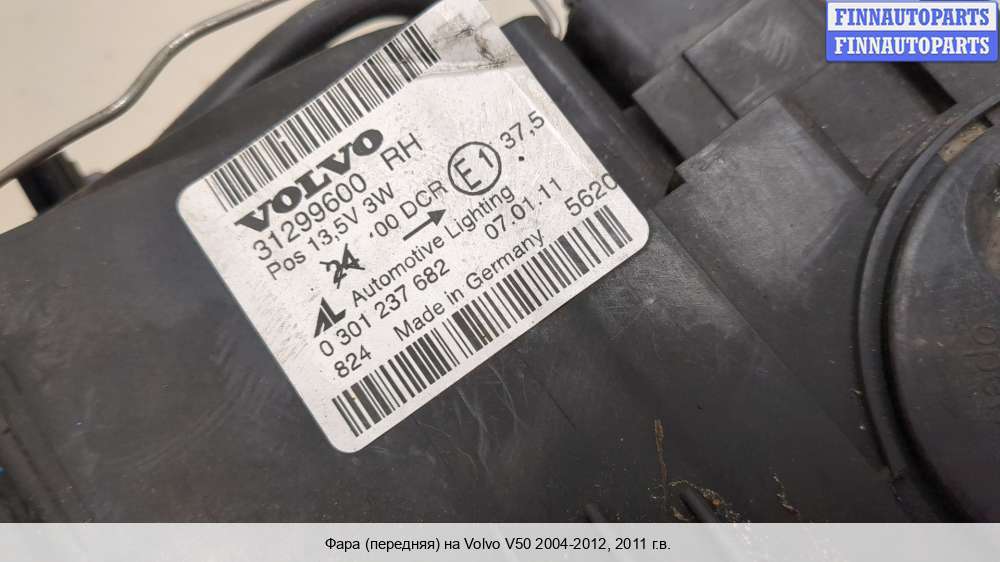 FINNAUTOPARTS
FINNAUTOPARTS
VOLVO
31299600 RH
Pos 13,5V 3W
24 .00 DCR E1 37,5
AL Automotive Lighting
0 301 237 682 07.01.11
824 Made in Germany 5620
Фара (передняя) на Volvo V50 2004-2012, 2011 г.в.